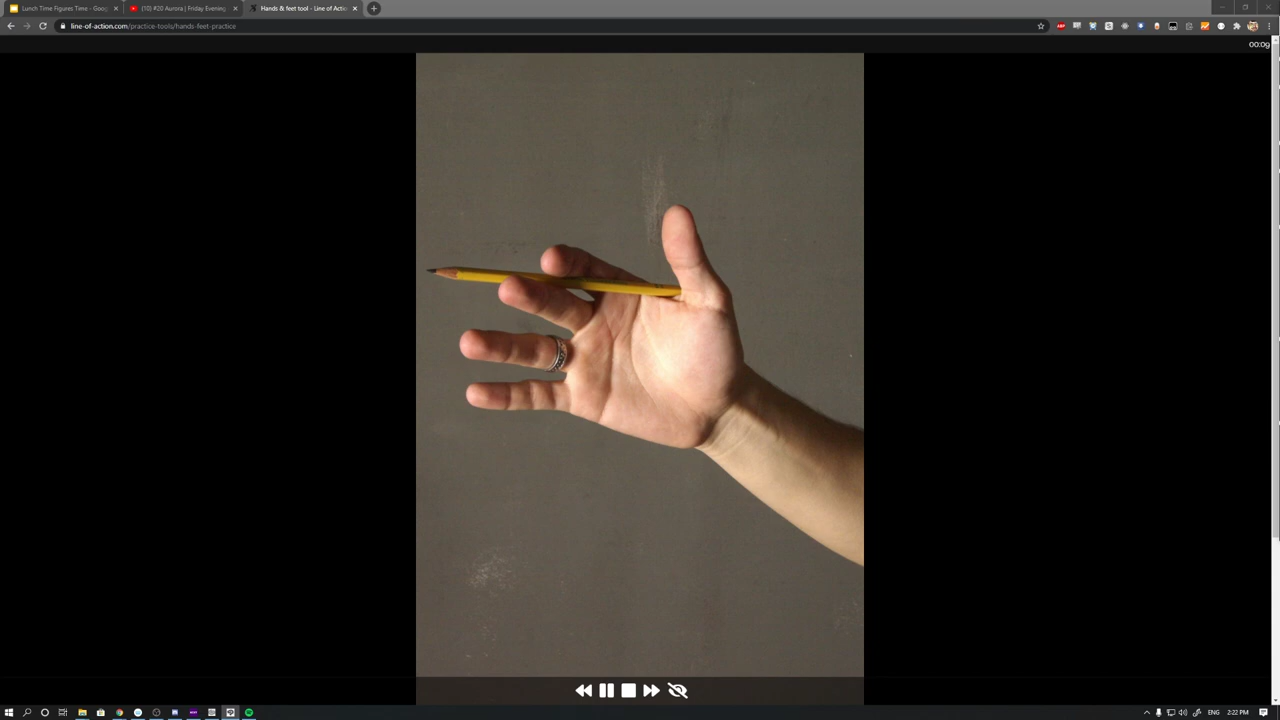 Lunch Time Figures Time - Goog
(10) #20 Aurora | Friday Evening
Hands & feet tool - Line of Actio
line-of-action.com/practice-tools/hands-feet-practice
00:09
ENG
2:22 PM